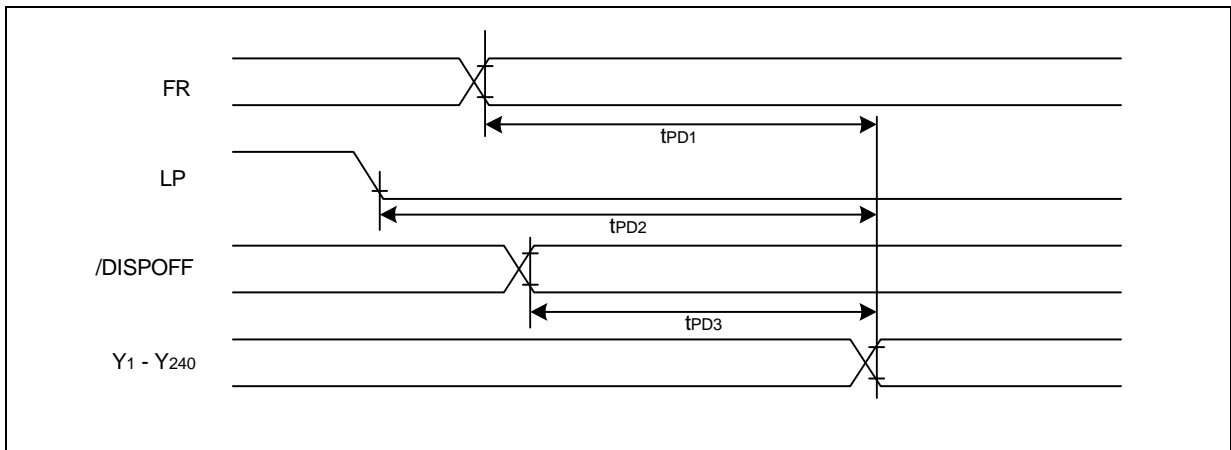 FR
tPD1
LP
tPD2
/DISPOFF
tPD3
Y1 - Y240